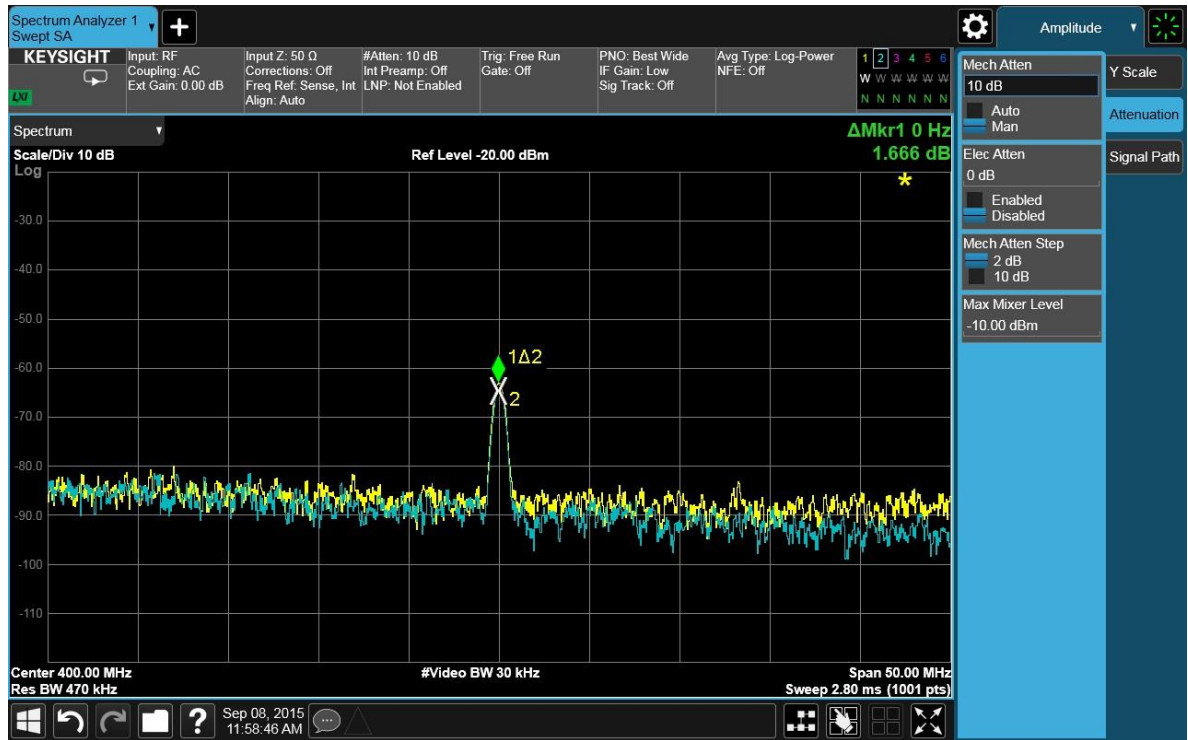 Spectrum Analyzer 1
Swept SA
+
Amplitude
KEYSIGHT
LXI
Input: RF
Coupling: AC
Ext Gain: 0.00 dB
Input Z: 50 Ω
Corrections: Off
Freq Ref: Sense, Int
Align: Auto
#Atten: 10 dB
Int Preamp: Off
LNP: Not Enabled
Trig: Free Run
Gate: Off
PNO: Best Wide
IF Gain: Low
Sig Track: Off
Avg Type: Log-Power
NFE: Off
1 2 3 4 5 6
W W W W W W
N N N N N N
Spectrum
Scale/Div 10 dB
Log
Ref Level -20.00 dBm
ΔMkr1 0 Hz
1.666 dB
*
-30.0
-40.0
-50.0
-60.0
-70.0
-80.0
-90.0
-100
-110
1Δ2
X
2
Center 400.00 MHz
Res BW 470 kHz
#Video BW 30 kHz
Span 50.00 MHz
Sweep 2.80 ms (1001 pts)
Mech Atten
10 dB
Auto
Man
Elec Atten
0 dB
Enabled
Disabled
Mech Atten Step
2 dB
10 dB
Max Mixer Level
-10.00 dBm
Y Scale
Attenuation
Signal Path
?
Sep 08, 2015
11:58:46 AM